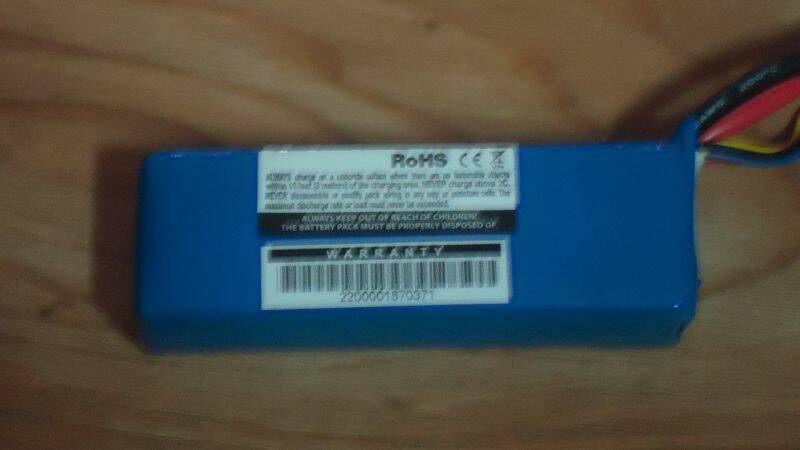 AWG 200°C
RoHS CE
ALWAYS charge on a concrete surface where there are no flammable objects
within 10 feet (3 meters) of the charging area. NEVER charge above 2C.
NEVER disassemble or modify pack wiring in any way or puncture cells. The
maximun discharge rate or load must never be exceeded.
ALWAYS KEEP OUT OF REACH OF CHILDREN!
THE BATTERY PACK MUST BE PROPERLY DISPOSED OF.
WARRANTY
2200001870371